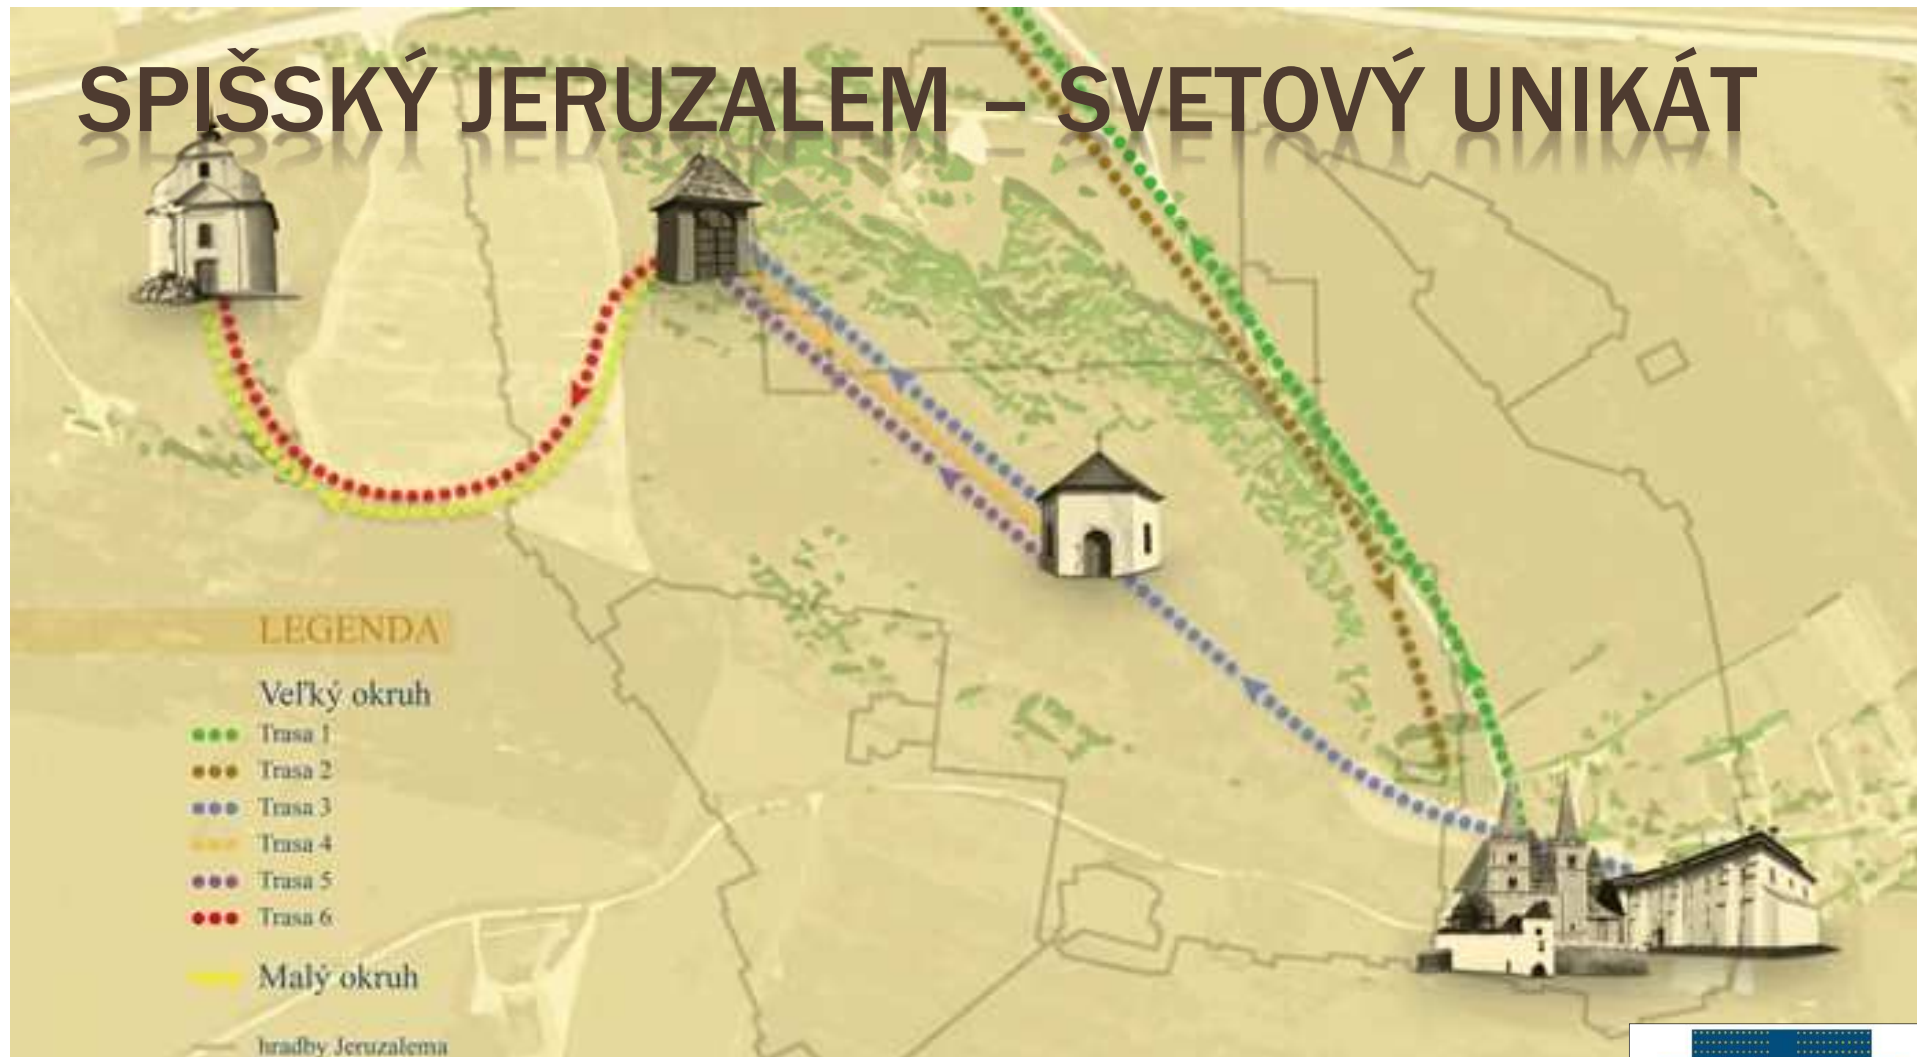 SPIŠSKÝ JERUZALEM – SVETOVÝ UNIKÁT
LEGENDA
Veľký okruh
Trasa 1
Trasa 2
Trasa 3
Trasa 4
Trasa 5
Trasa 6
Malý okruh
hradby Jeruzalema